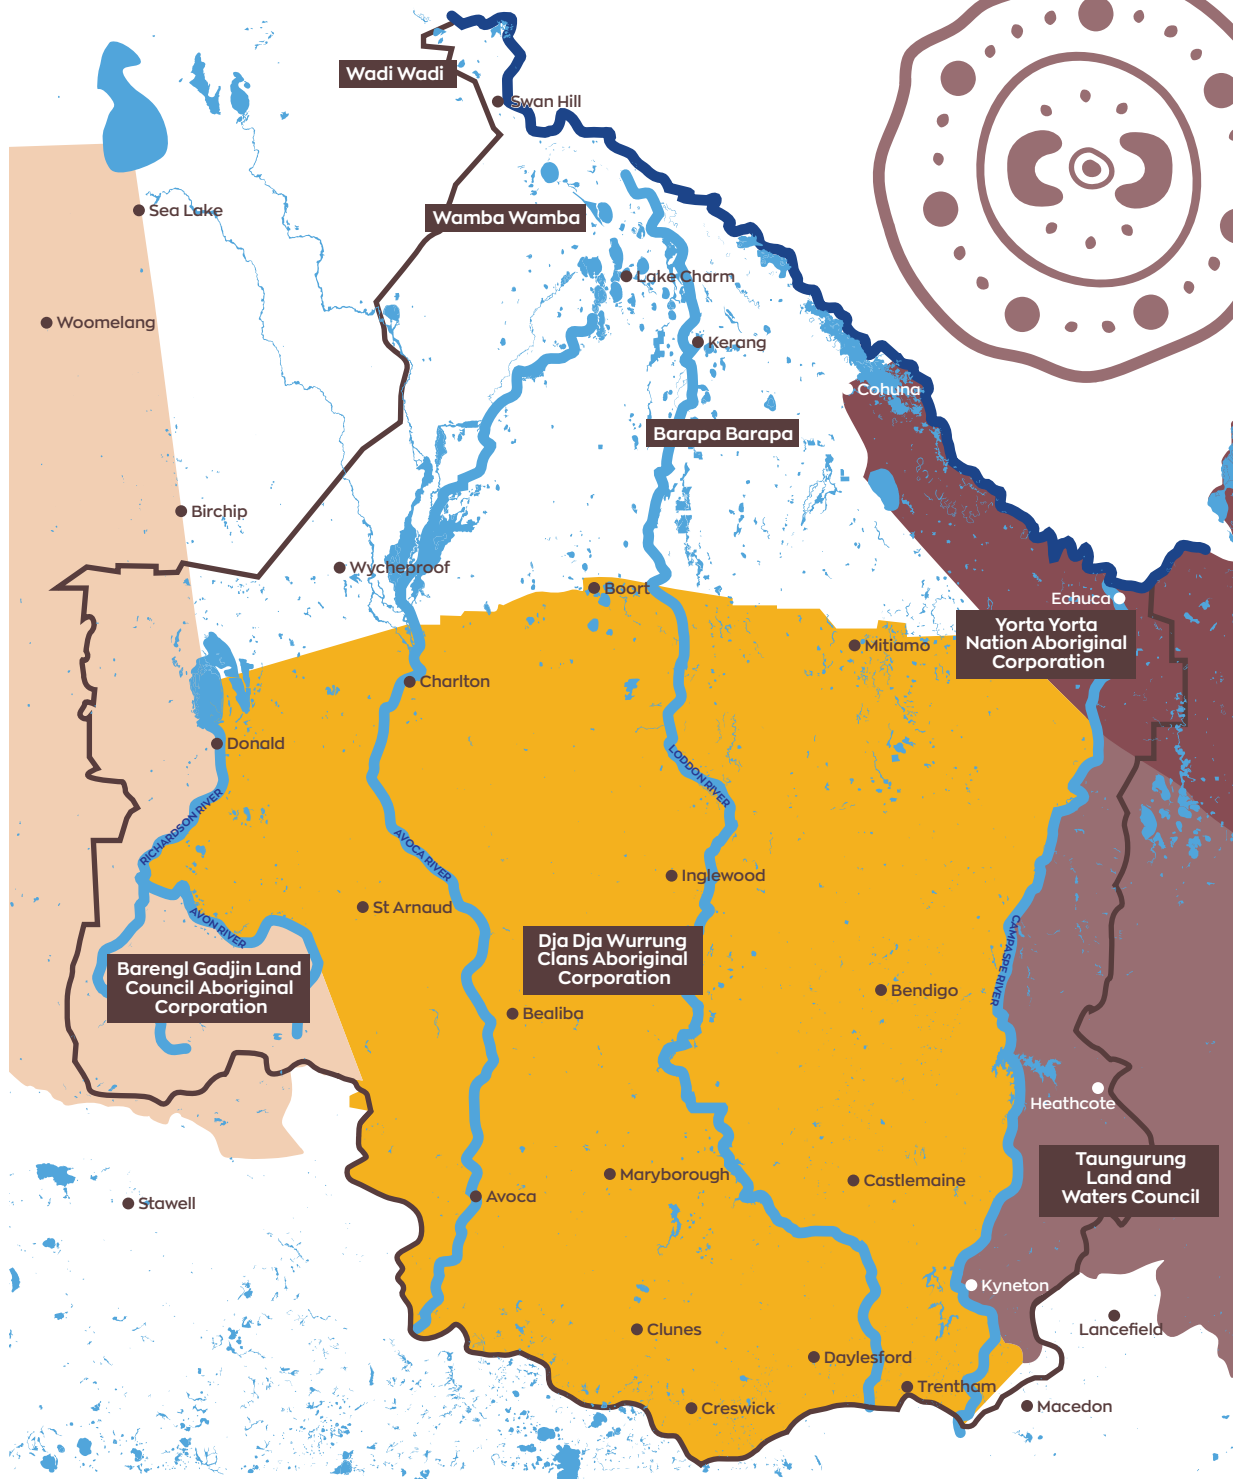 Wadi Wadi
Swan Hill
Sea Lake
Wamba Wamba
Lake Charm
Woomelang
Kerang
Cohuna
Barapa Barapa
Birchip
Wycheproof
Boort
Echuca
Yorta Yorta
Nation Aboriginal
Corporation
Mitiamo
Charlton
Donald
LODDON RIVER
RICHARDSON RIVER
AVOCA RIVER
Inglewood
St Arnaud
AVON RIVER
CAMPASPE RIVER
Dja Dja Wurrung
Clans Aboriginal
Corporation
Barengl Gadjin Land
Council Aboriginal
Corporation
Bendigo
Bealiba
Heathcote
Taungurung
Land and
Waters Council
Maryborough
Castlemaine
Avoca
Stawell
Kyneton
Clunes
Lancefield
Daylesford
Trentham
Creswick
Macedon